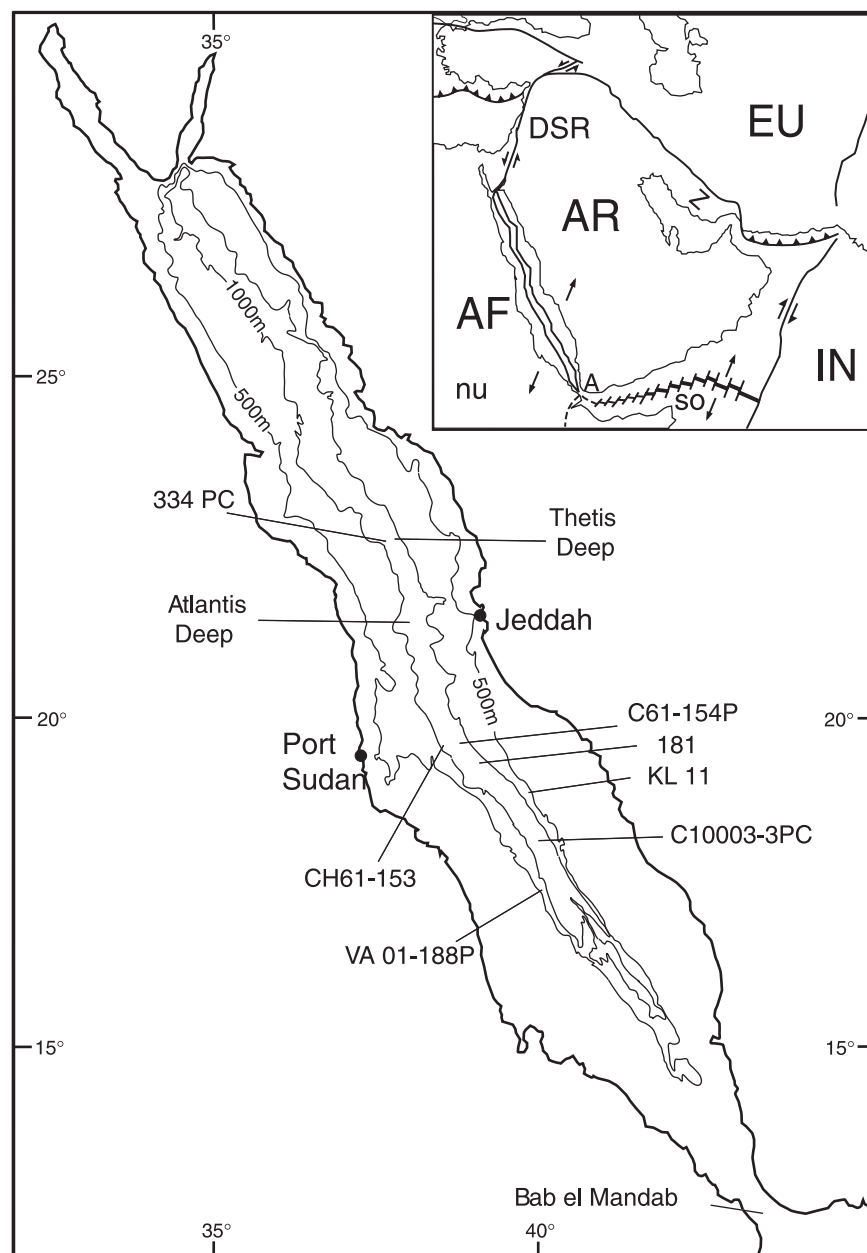 35°
DSR
EU
AR
Z
AF
A
IN
nu
so
1000m
25°
500m
334 PC
Thetis
Deep
Atlantis
Deep
Jeddah
500m
C61-154P
20°
20°
Port
Sudan
181
KL 11
C10003-3PC
CH61-153
VA 01-188P
15°
15°
Bab el Mandab
35°
40°